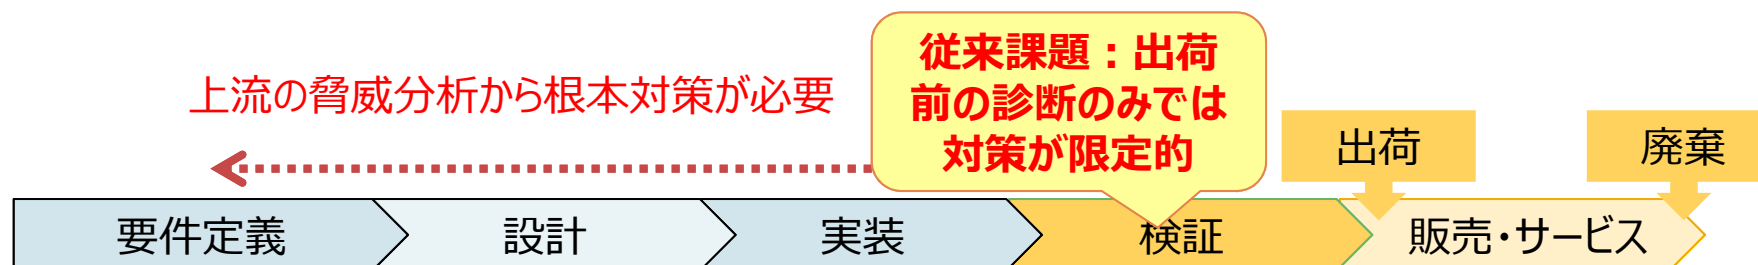 従来課題：出荷
前の診断のみでは
対策が限定的
上流の脅威分析から根本対策が必要
出荷
廃棄
要件定義
設計
実装
検証
販売・サービス